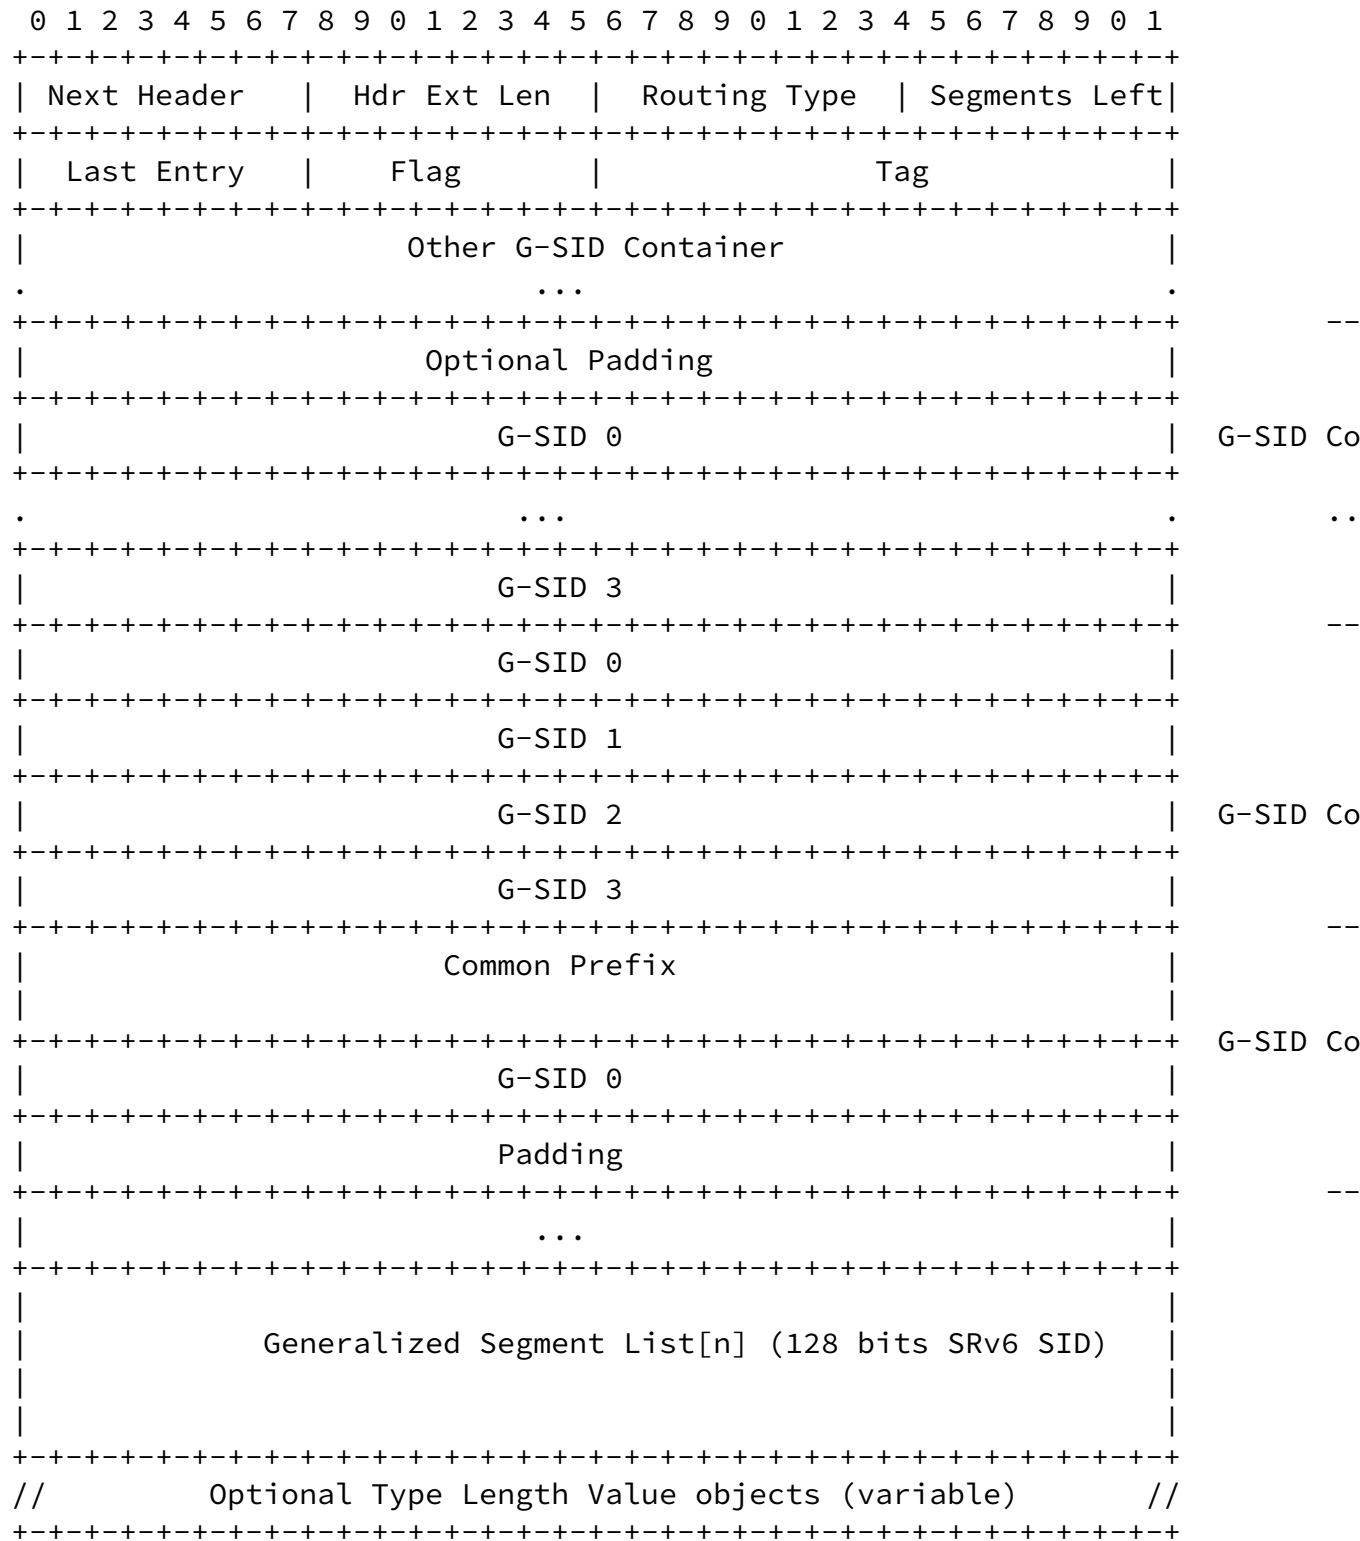 0 1 2 3 4 5 6 7 8 9 0 1 2 3 4 5 6 7 8 9 0 1 2 3 4 5 6 7 8 9 0 1
+-+-+-+-+-+-+-+-+-+-+-+-+-+-+-+-+-+-+-+-+-+-+-+-+-+-+-+-+-+-+-+-+
| Next Header   |  Hdr Ext Len  |  Routing Type  | Segments Left|
+-+-+-+-+-+-+-+-+-+-+-+-+-+-+-+-+-+-+-+-+-+-+-+-+-+-+-+-+-+-+-+-+
|  Last Entry   |    Flag       |               Tag             |
+-+-+-+-+-+-+-+-+-+-+-+-+-+-+-+-+-+-+-+-+-+-+-+-+-+-+-+-+-+-+-+-+
|                     Other G-SID Container                     |
.                            ...                                .
+-+-+-+-+-+-+-+-+-+-+-+-+-+-+-+-+-+-+-+-+-+-+-+-+-+-+-+-+-+-+-+-+        --
|                      Optional Padding                         |
+-+-+-+-+-+-+-+-+-+-+-+-+-+-+-+-+-+-+-+-+-+-+-+-+-+-+-+-+-+-+-+-+
|                          G-SID 0                              |  G-SID Co
+-+-+-+-+-+-+-+-+-+-+-+-+-+-+-+-+-+-+-+-+-+-+-+-+-+-+-+-+-+-+-+-+
.                           ...                                 .        ..
+-+-+-+-+-+-+-+-+-+-+-+-+-+-+-+-+-+-+-+-+-+-+-+-+-+-+-+-+-+-+-+-+
|                          G-SID 3                              |
+-+-+-+-+-+-+-+-+-+-+-+-+-+-+-+-+-+-+-+-+-+-+-+-+-+-+-+-+-+-+-+-+        --
|                          G-SID 0                              |
+-+-+-+-+-+-+-+-+-+-+-+-+-+-+-+-+-+-+-+-+-+-+-+-+-+-+-+-+-+-+-+-+
|                          G-SID 1                              |
+-+-+-+-+-+-+-+-+-+-+-+-+-+-+-+-+-+-+-+-+-+-+-+-+-+-+-+-+-+-+-+-+
|                          G-SID 2                              |  G-SID Co
+-+-+-+-+-+-+-+-+-+-+-+-+-+-+-+-+-+-+-+-+-+-+-+-+-+-+-+-+-+-+-+-+
|                          G-SID 3                              |
+-+-+-+-+-+-+-+-+-+-+-+-+-+-+-+-+-+-+-+-+-+-+-+-+-+-+-+-+-+-+-+-+        --
|                       Common Prefix                           |
|                                                               |
+-+-+-+-+-+-+-+-+-+-+-+-+-+-+-+-+-+-+-+-+-+-+-+-+-+-+-+-+-+-+-+-+  G-SID Co
|                          G-SID 0                              |
+-+-+-+-+-+-+-+-+-+-+-+-+-+-+-+-+-+-+-+-+-+-+-+-+-+-+-+-+-+-+-+-+
|                          Padding                              |
+-+-+-+-+-+-+-+-+-+-+-+-+-+-+-+-+-+-+-+-+-+-+-+-+-+-+-+-+-+-+-+-+        --
|                            ...                                |
+-+-+-+-+-+-+-+-+-+-+-+-+-+-+-+-+-+-+-+-+-+-+-+-+-+-+-+-+-+-+-+-+
|                                                               |
|             Generalized Segment List[n] (128 bits SRv6 SID)   |
|                                                               |
|                                                               |
+-+-+-+-+-+-+-+-+-+-+-+-+-+-+-+-+-+-+-+-+-+-+-+-+-+-+-+-+-+-+-+-+
//         Optional Type Length Value objects (variable)       //
+-+-+-+-+-+-+-+-+-+-+-+-+-+-+-+-+-+-+-+-+-+-+-+-+-+-+-+-+-+-+-+-+